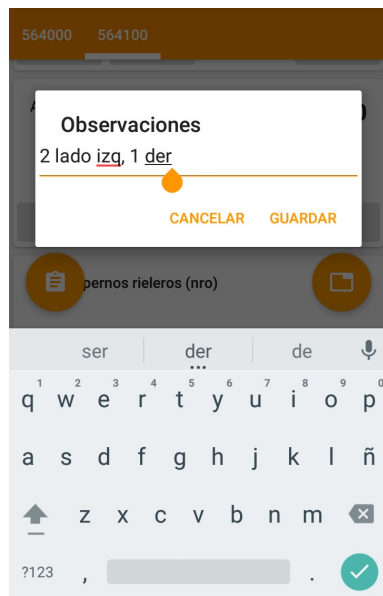 564000 564100
Observaciones
2 lado izq, 1 der
CANCELAR GUARDAR
pernos rieleros (nro)
ser der de
1 2 3 4 5 6 7 8 9 0
q w e r t y u i o p
a s d f g h j k l ñ
z x c v b n m
?123 , .